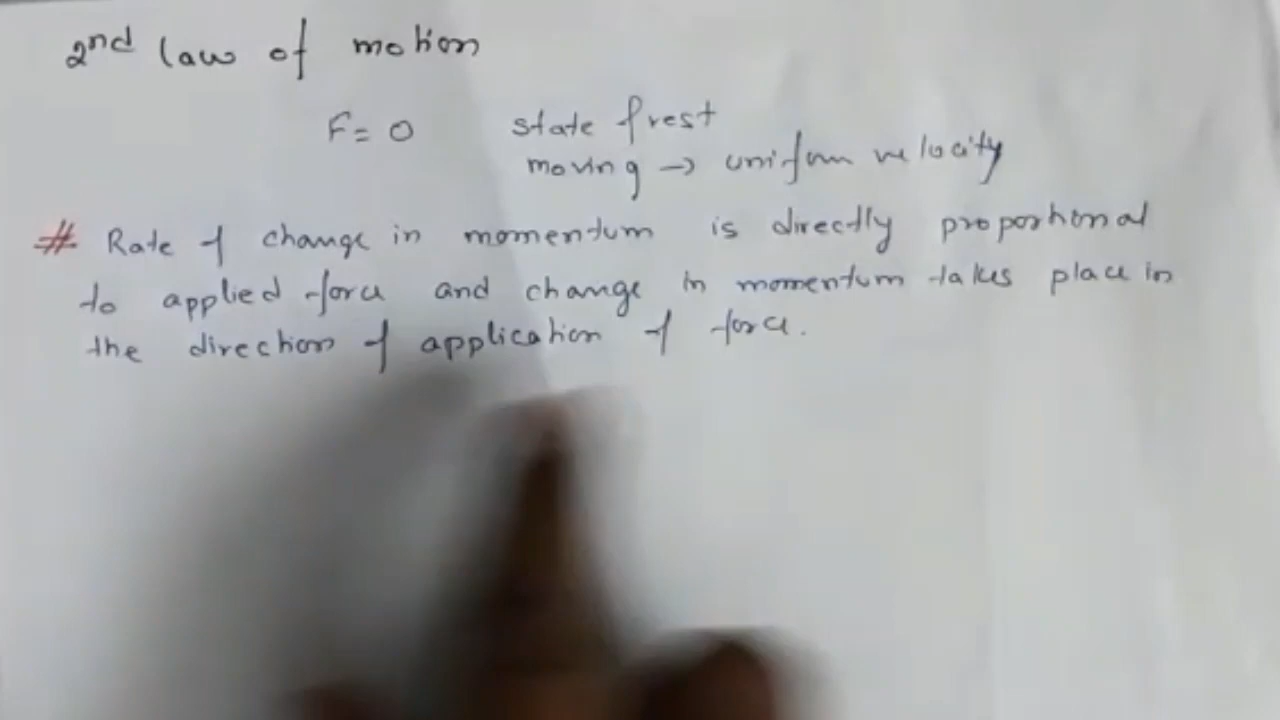 2nd law of motion
F = 0 state of rest
moving → uniform velocity
# Rate of change in momentum is directly proportional
to applied force and change in momentum takes place in
the direction of application of force.